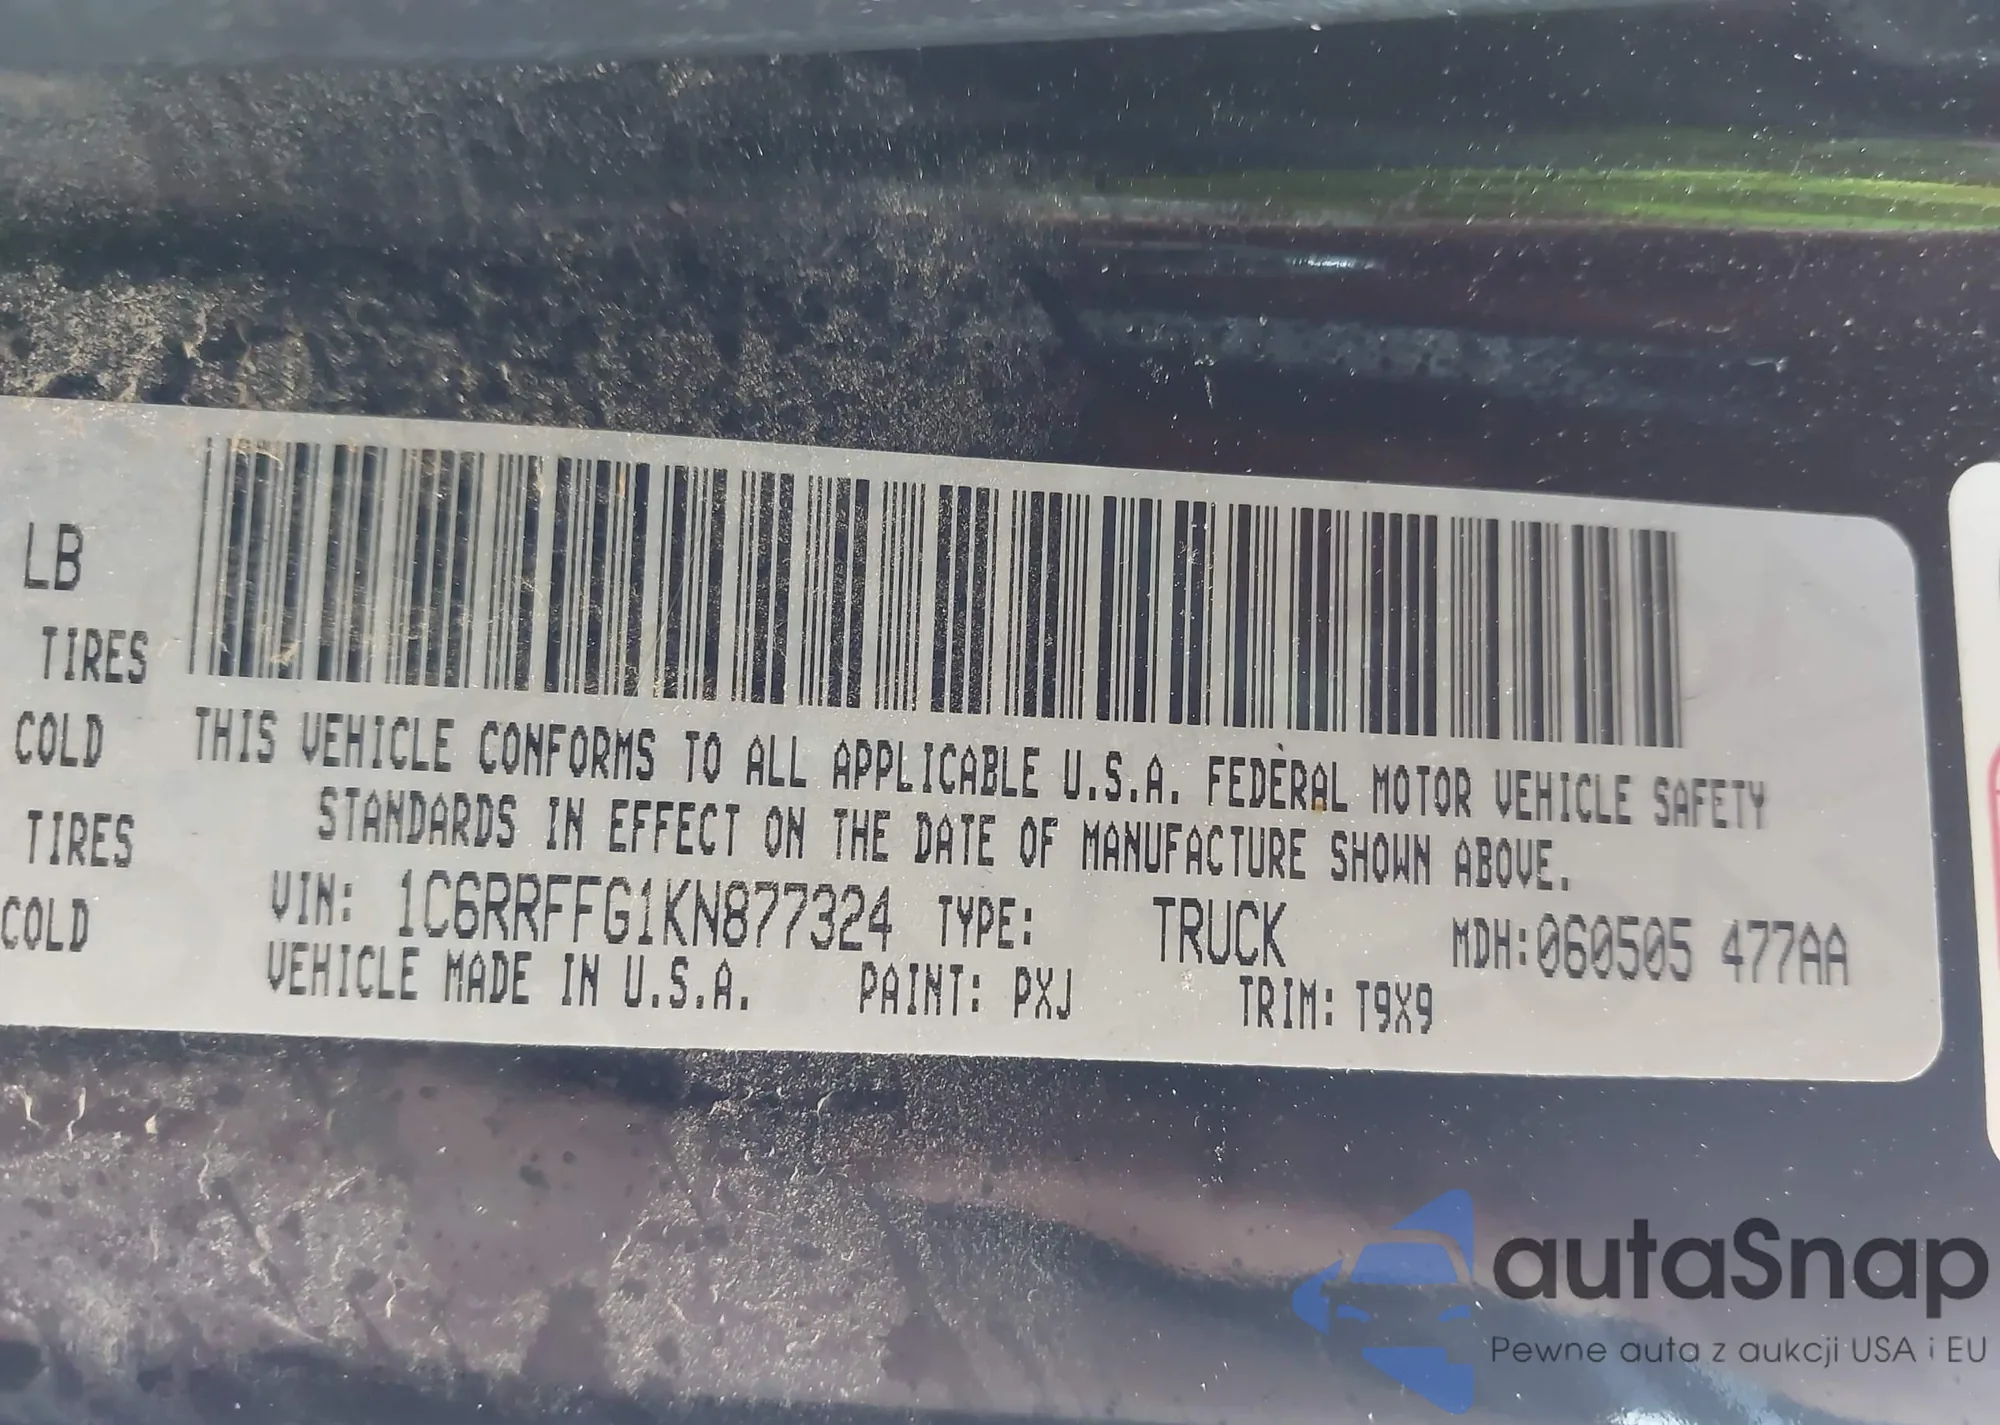 LB
TIRES
COLD
TIRES
COLD
THIS VEHICLE CONFORMS TO ALL APPLICABLE U.S.A. FEDERAL MOTOR VEHICLE SAFETY
STANDARDS IN EFFECT ON THE DATE OF MANUFACTURE SHOWN ABOVE.
VIN: 1C6RRFFG1KN877324 TYPE: TRUCK MDH:060505 477AA
VEHICLE MADE IN U.S.A. PAINT: PXJ TRIM: T9X9
autaSnap
Pewne auta z aukcji USA i EU